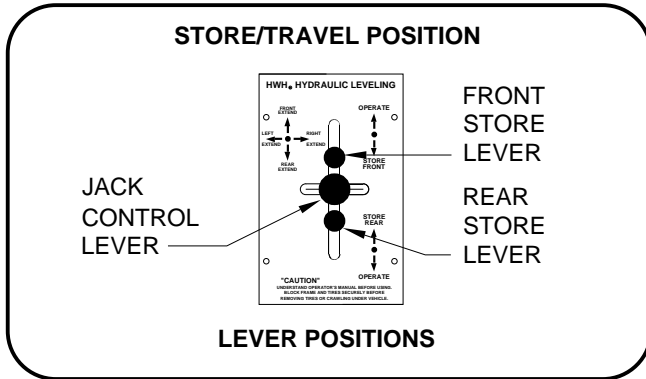 STORE/TRAVEL POSITION
HWH® HYDRAULIC LEVELING
FRONT
EXTEND
LEFT
EXTEND
RIGHT
EXTEND
REAR
EXTEND
OPERATE
STORE
FRONT
STORE
REAR
OPERATE
"CAUTION"
UNDERSTAND OPERATOR'S MANUAL BEFORE USING.
BLOCK FRAME AND TIRES SECURELY BEFORE
REMOVING TIRES OR CRAWLING UNDER VEHICLE.
FRONT
STORE
LEVER
JACK
CONTROL
LEVER
REAR
STORE
LEVER
LEVER POSITIONS